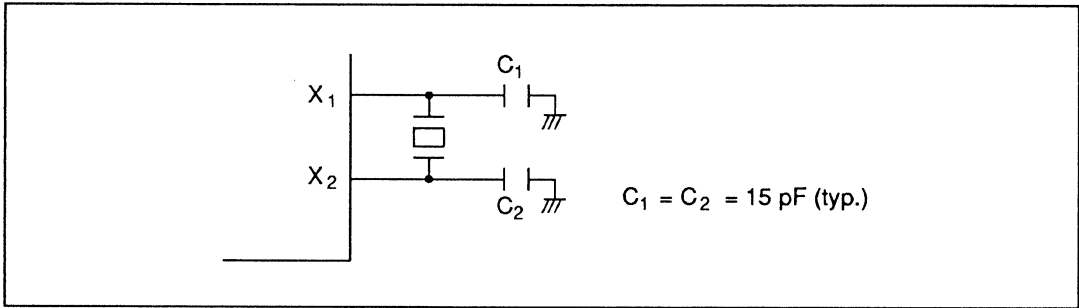 C₁
X₁
X₂
C₂
C₁ = C₂ = 15 pF (typ.)